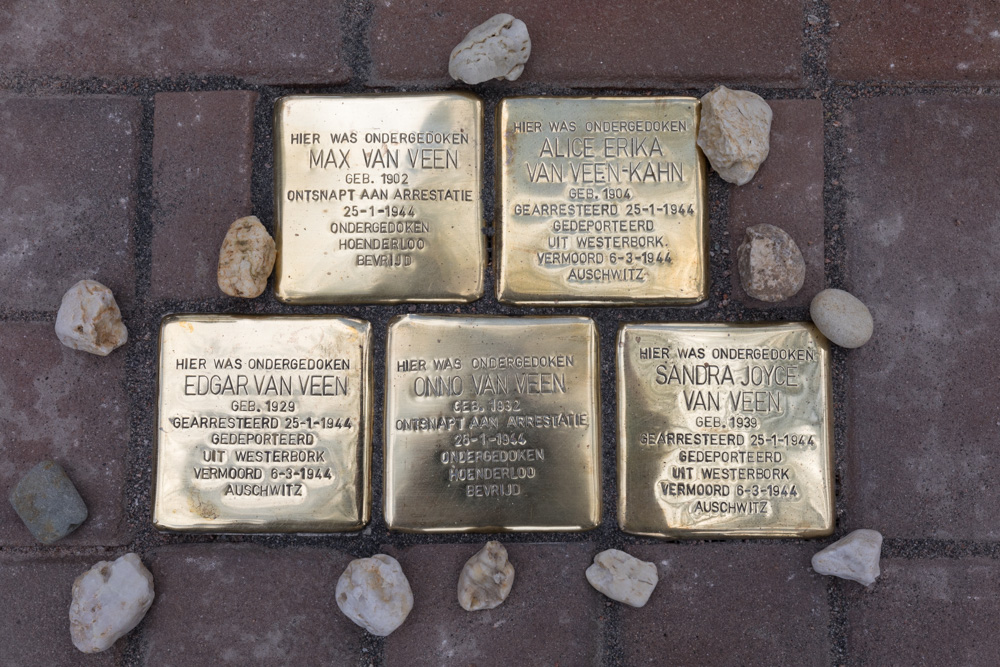 HIER WAS ONDERGEDOKEN
MAX VAN VEEN
GEB. 1902
ONTSNAPT AAN ARRESTATIE
25-1-1944
ONDERGEDOKEN
HOENDERLOO
BEVRIJD
HIER WAS ONDERGEDOKEN
ALICE ERIKA
VAN VEEN-KAHN
GEB. 1904
GEARRESTEERD 25-1-1944
GEDEPORTEERD
UIT WESTERBORK
VERMOORD 6-3-1944
AUSCHWITZ
HIER WAS ONDERGEDOKEN
EDGAR VAN VEEN
GEB. 1929
GEARRESTEERD 25-1-1944
GEDEPORTEERD
UIT WESTERBORK
VERMOORD 6-3-1944
AUSCHWITZ
HIER WAS ONDERGEDOKEN
ONNO VAN VEEN
GEB. 1932
ONTSNAPT AAN ARRESTATIE
25-1-1944
ONDERGEDOKEN
HOENDERLOO
BEVRIJD
HIER WAS ONDERGEDOKEN
SANDRA JOYCE
VAN VEEN
GEB. 1939
GEARRESTEERD 25-1-1944
GEDEPORTEERD
UIT WESTERBORK
VERMOORD 6-3-1944
AUSCHWITZ